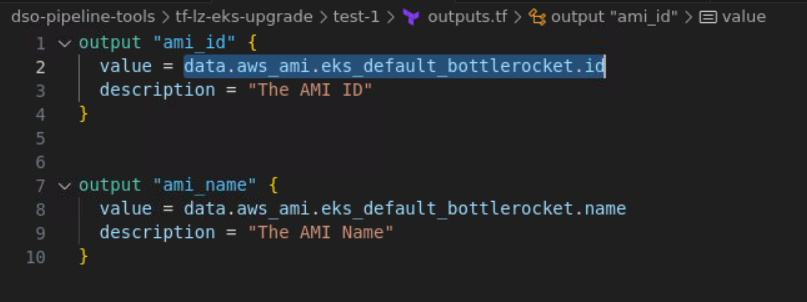 dso-pipeline-tools > tf-lz-eks-upgrade > test-1 > outputs.tf > output "ami_id" > value
1 output "ami_id" {
2 value = data.aws_ami.eks_default_bottlerocket.id
3 description = "The AMI ID"
4 }
5
6
7 output "ami_name" {
8 value = data.aws_ami.eks_default_bottlerocket.name
9 description = "The AMI Name"
10 }